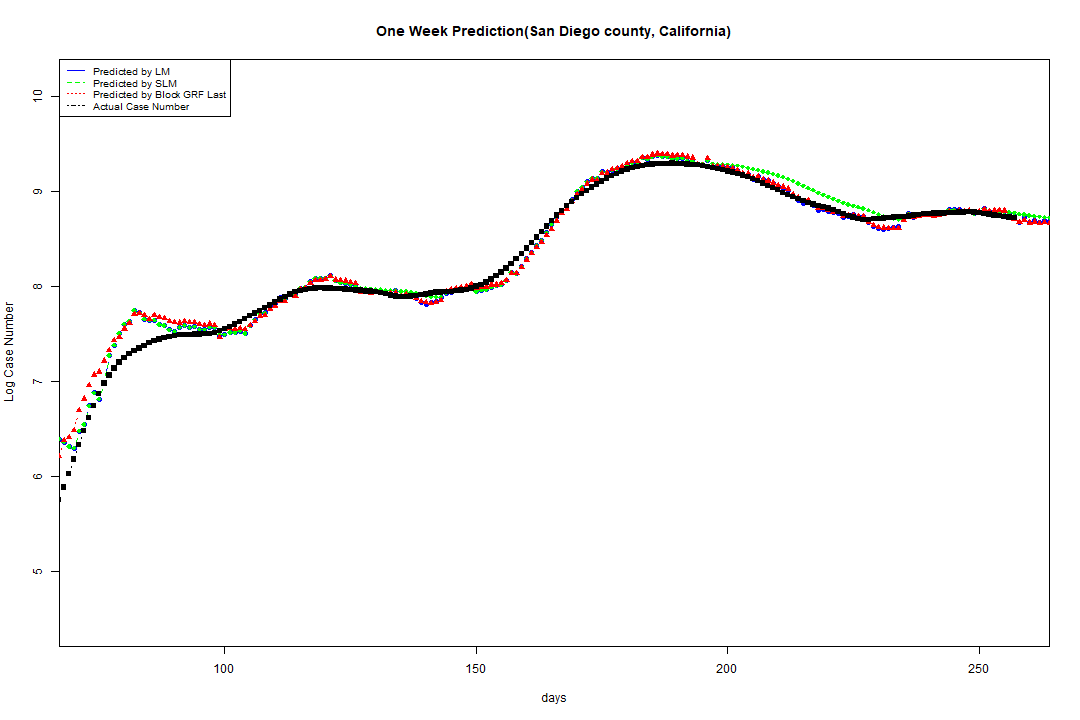 One Week Prediction(San Diego county, California)
Predicted by LM
Predicted by SLM
Predicted by Block GRF Last
Actual Case Number
10
9
8
7
6
5
Log Case Number
100 150 200 250
days